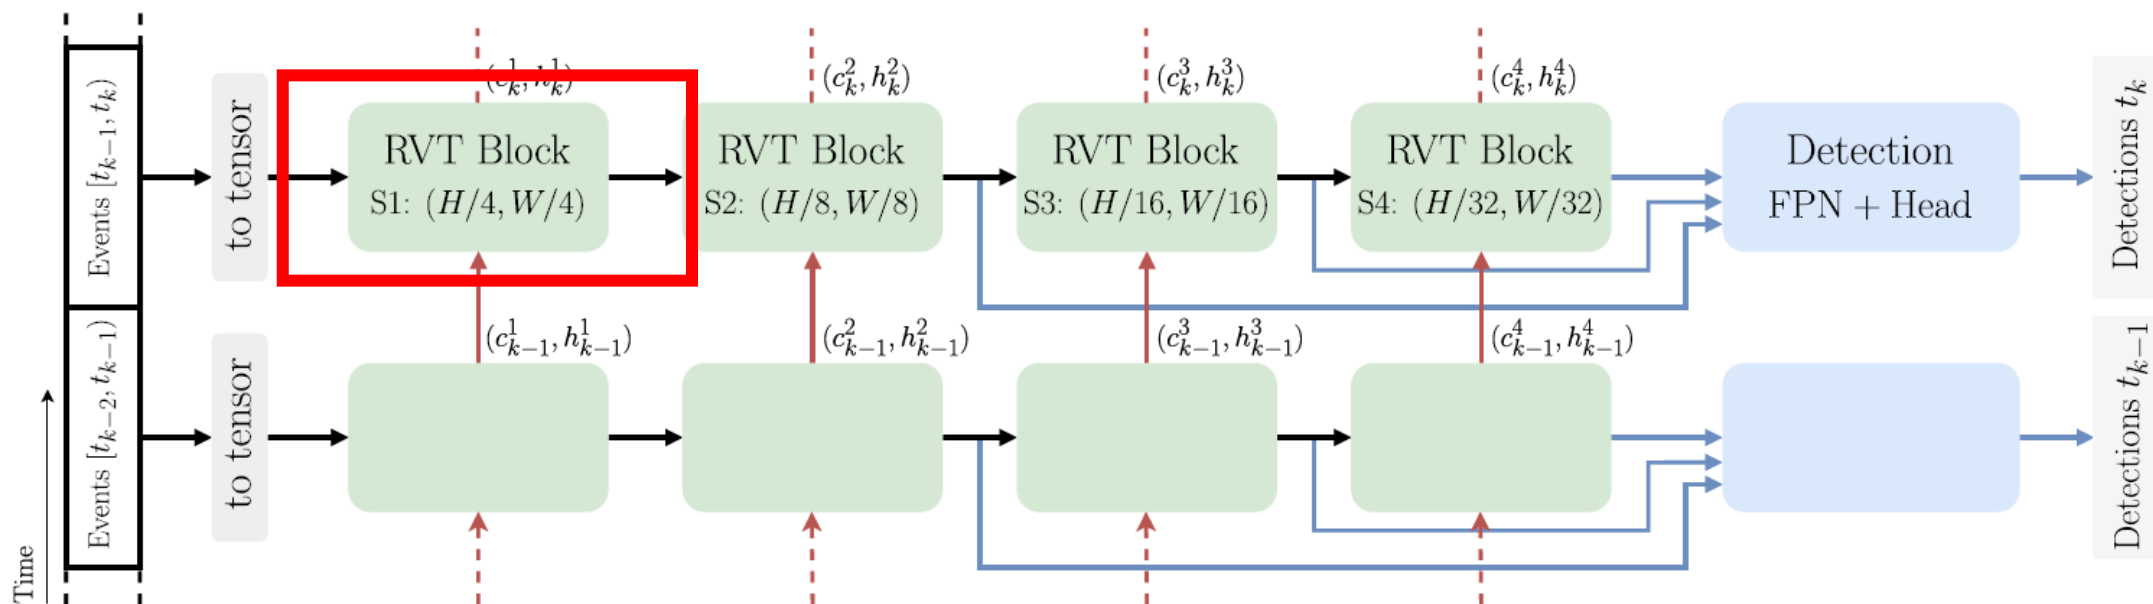 Events [t_{k-1}, t_k)
to tensor
(c_k^1, h_k^1)
RVT Block
S1: (H/4, W/4)
(c_k^2, h_k^2)
RVT Block
S2: (H/8, W/8)
(c_k^3, h_k^3)
RVT Block
S3: (H/16, W/16)
(c_k^4, h_k^4)
RVT Block
S4: (H/32, W/32)
Detection
FPN + Head
Detections t_k
Time
Events [t_{k-2}, t_{k-1})
to tensor
(c_{k-1}^1, h_{k-1}^1)
(c_{k-1}^2, h_{k-1}^2)
(c_{k-1}^3, h_{k-1}^3)
(c_{k-1}^4, h_{k-1}^4)
Detections t_{k-1}